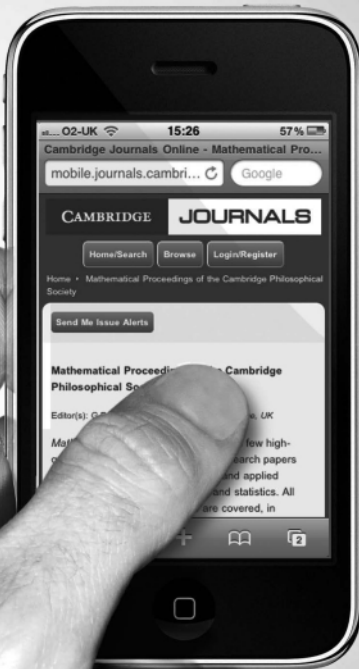 O2-UK 15:26 57%
Cambridge Journals Online - Mathematical Pro...
mobile.journals.cambri... Google
CAMBRIDGE JOURNALS
Home/Search Browse Login/Register
Home • Mathematical Proceedings of the Cambridge Philosophical
Society
Send Me Issue Alerts
Mathematical Cambridge
Philosophical
Editor(s): UK
few high-
search papers
and applied
and statistics. All
are covered, in
2